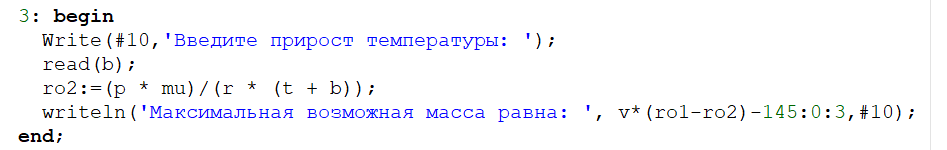 3: begin
Write(#10,'Введите прирост температуры: ');
read(b);
ro2:=(p * mu)/(r * (t + b));
writeln('Максимальная возможная масса равна: ', v*(ro1-ro2)-145:0:3,#10);
end;